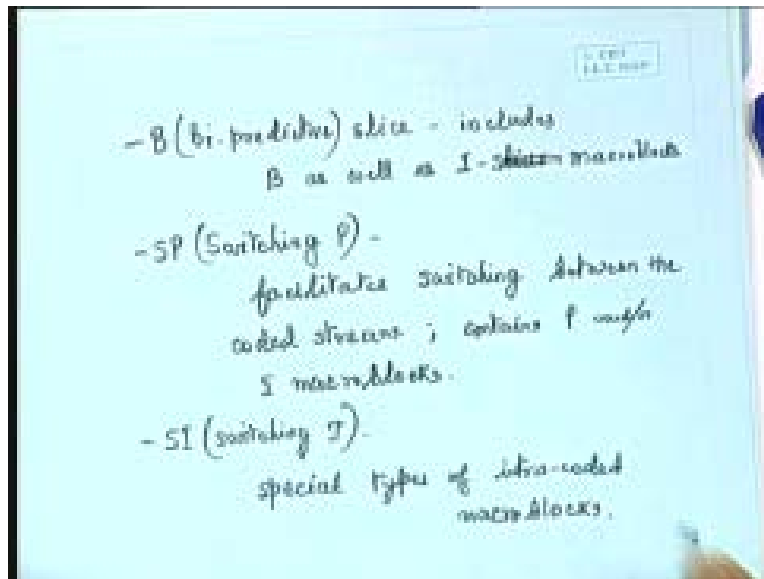 - B (Bi-predictive) slice - includes
B as well as I- macroblocks
- SP (Switching P) -
facilitates switching between the
coded streams ; contains P and/or
I macroblocks.
- SI (switching I) -
special types of intra-coded
macroblocks.